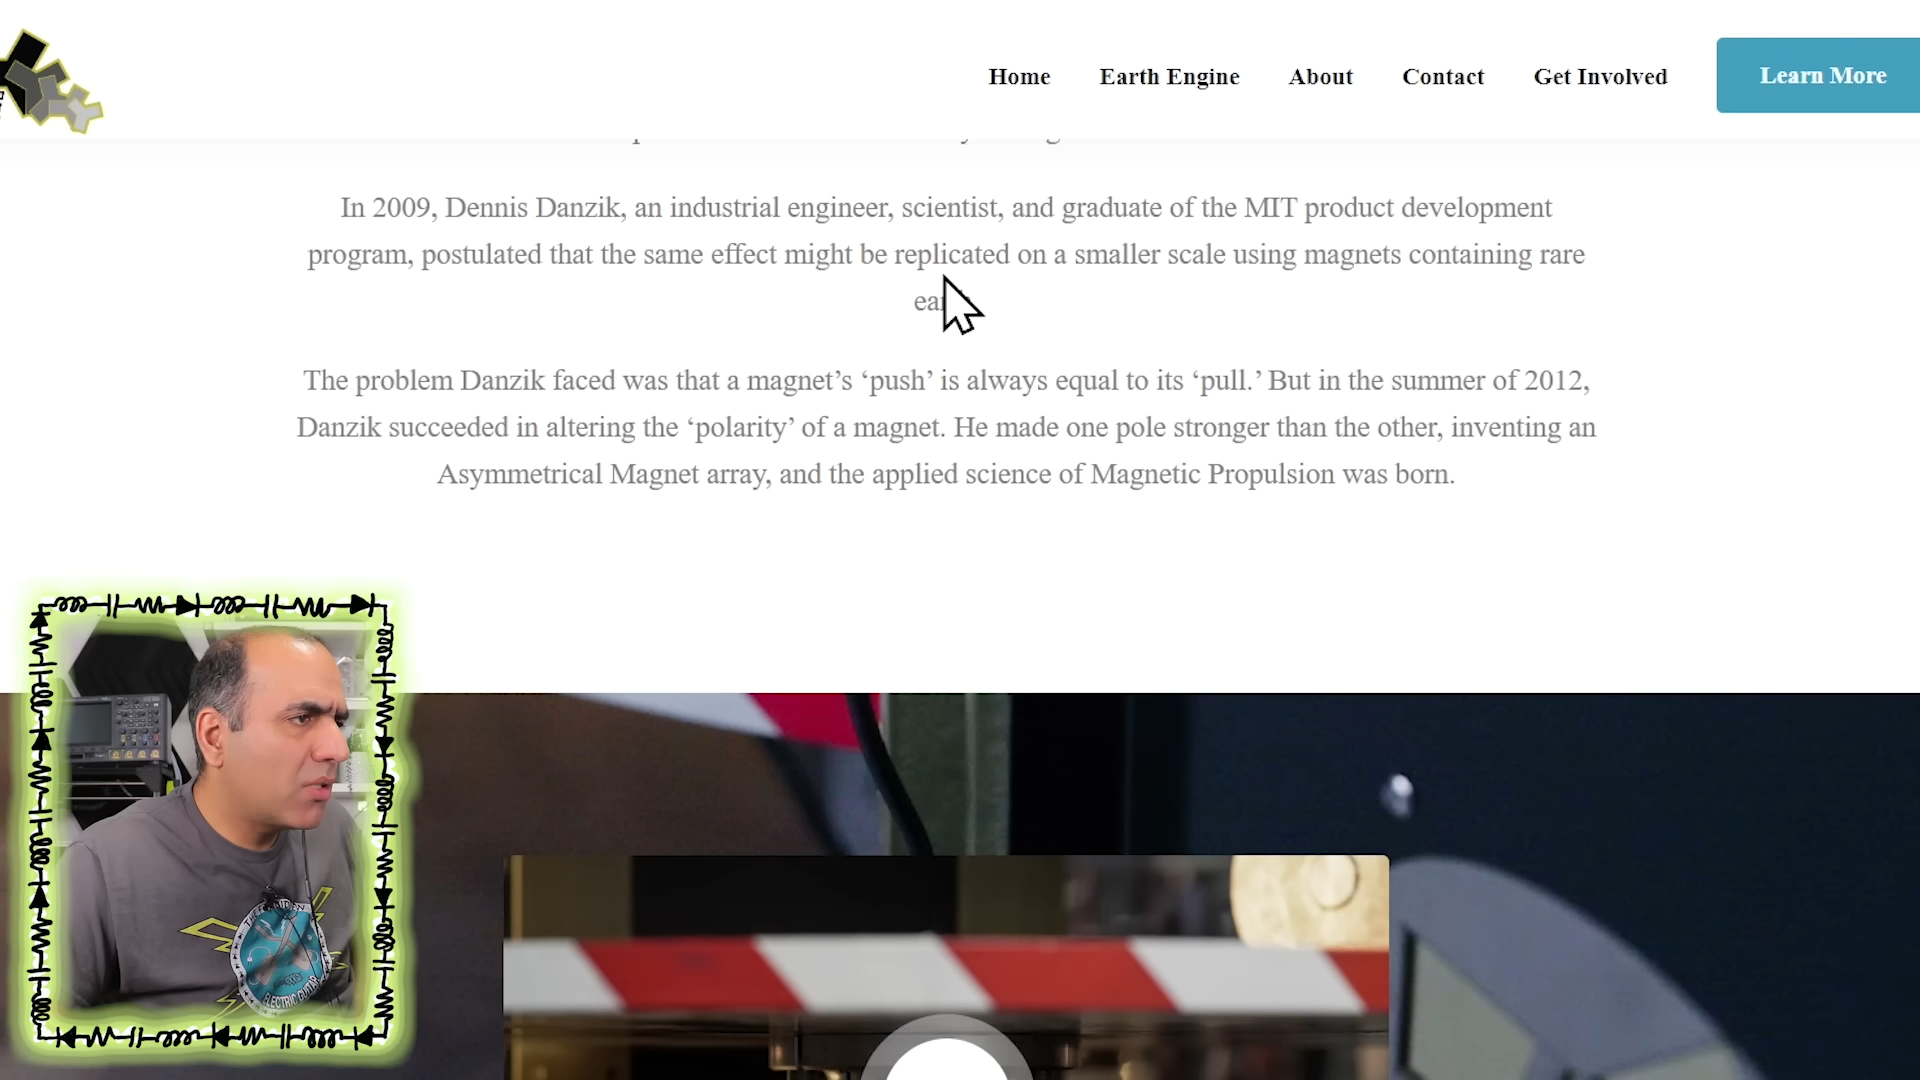 Home Earth Engine About Contact Get Involved Learn More
In 2009, Dennis Danzik, an industrial engineer, scientist, and graduate of the MIT product development
program, postulated that the same effect might be replicated on a smaller scale using magnets containing rare
The problem Danzik faced was that a magnet’s ‘push’ is always equal to its ‘pull.’ But in the summer of 2012,
Danzik succeeded in altering the ‘polarity’ of a magnet. He made one pole stronger than the other, inventing an
Asymmetrical Magnet array, and the applied science of Magnetic Propulsion was born.
ELECTRIC GUITAR